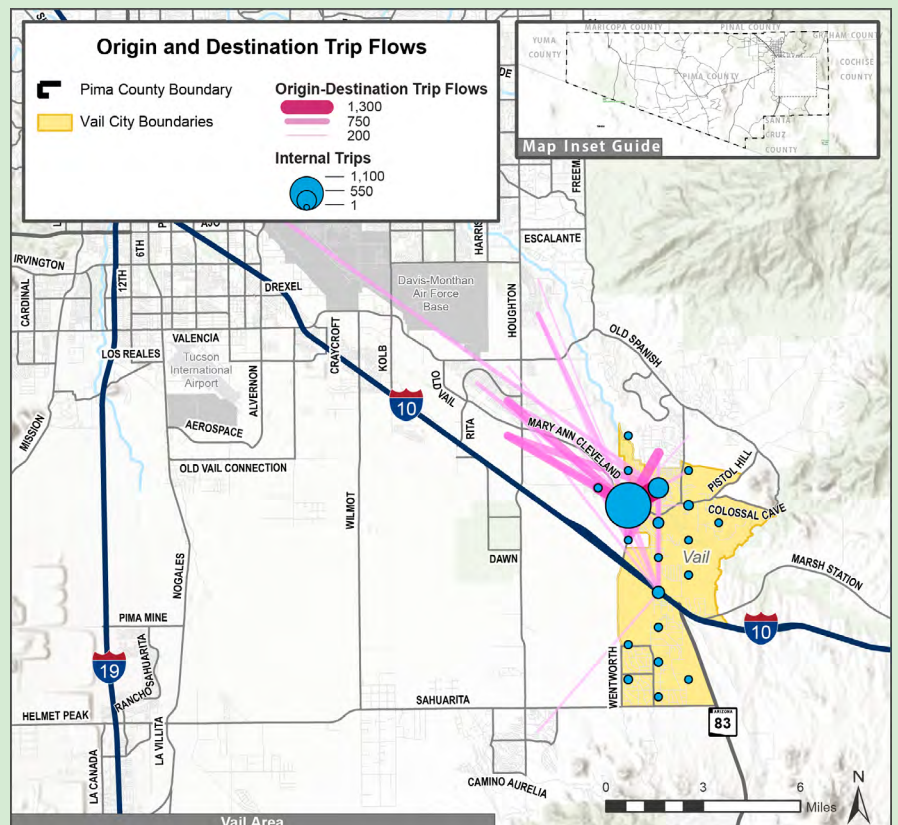 Origin and Destination Trip Flows
Pima County Boundary
Vail City Boundaries
Origin-Destination Trip Flows
1,300
750
200
Internal Trips
1,100
550
1
MARICOPA COUNTY
PINAL COUNTY
GRAHAM COUNTY
YUMA
COUNTY
COCHISE
COUNTY
PIMA COUNTY
SANTA
CRUZ
COUNTY
Map Inset Guide
AJO
6TH
12TH
IRVINGTON
CARDINAL
DREXEL
HARRIS
FREEM
ESCALANTE
Davis-Monthan
Air Force
Base
HOUGHTON
VALENCIA
LOS REALES
Tucson
International
Airport
ALVERNON
CRAYCROFT
KOLB
OLD SPANISH
OLD VAIL
10
MISSION
AEROSPACE
RITA
MARY ANN CLEVELAND
OLD VAIL CONNECTION
PISTOL HILL
COLOSSAL CAVE
WILMOT
Vail
DAWN
MARSH STATION
NOGALES
PIMA MINE
10
19
SAHUARITA
RANCHO
WENTWORTH
SAHUARITA
HELMET PEAK
ARIZONA
83
LA VILLITA
LA CANADA
CAMINO AURELIA
0 3 6
Miles
N
Vail Area